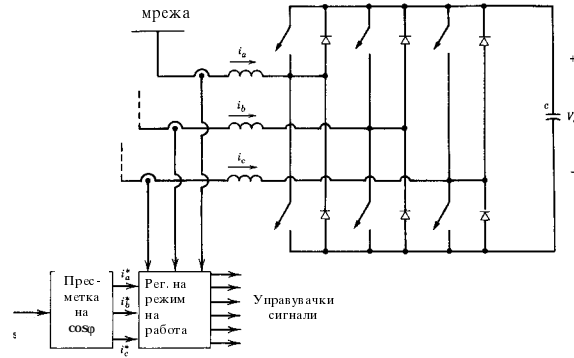 мрежа
i_a
i_b
i_c
c
+
V
-
Прес-
метка
на
cosφ
i_a*
i_b*
i_c*
Рег. на
режим
на
работа
Управувачки
сигнали
s